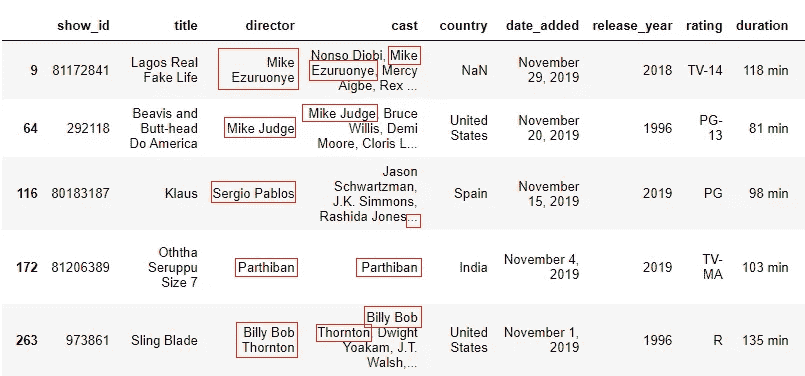 show_id title director cast country date_added release_year rating duration
9 81172841 Lagos Real Fake Life Mike Ezuruonye Nonso Diobi, Mike Ezuruonye, Mercy Aigbe, Rex ... NaN November 29, 2019 2018 TV-14 118 min
64 292118 Beavis and Butt-head Do America Mike Judge Mike Judge, Bruce Willis, Demi Moore, Cloris L... United States November 20, 2019 1996 PG-13 81 min
116 80183187 Klaus Sergio Pablos Jason Schwartzman, J.K. Simmons, Rashida Jones... Spain November 15, 2019 2019 PG 98 min
172 81206389 Oththa Seruppu Size 7 Parthiban Parthiban India November 4, 2019 2019 TV-MA 103 min
263 973861 Sling Blade Billy Bob Thornton Billy Bob Thornton, Dwight Yoakam, J.T. Walsh,... United States November 1, 2019 1996 R 135 min